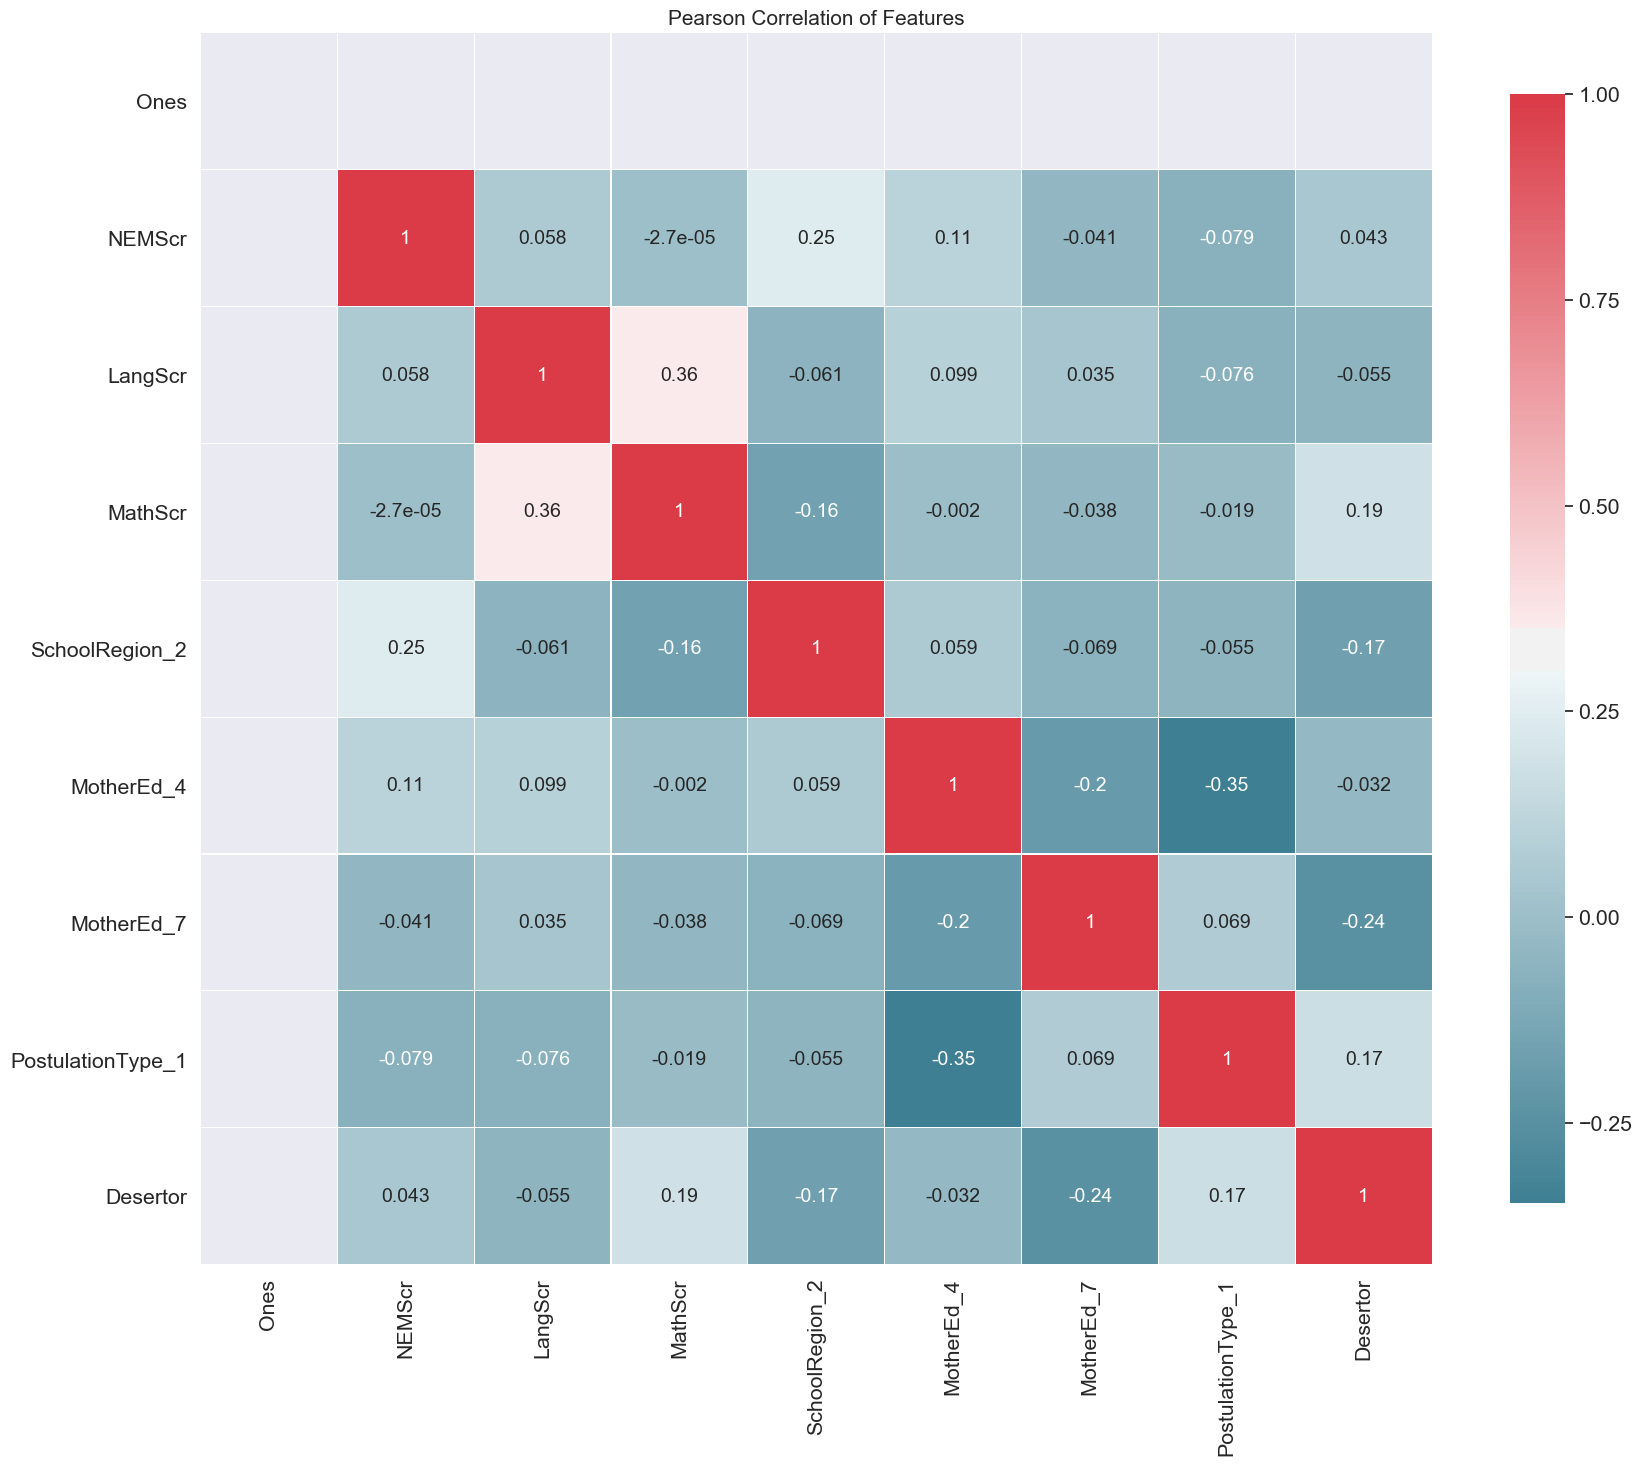 Pearson Correlation of Features
Ones
NEMScr 1 0.058 -2.7e-05 0.25 0.11 -0.041 -0.079 0.043
LangScr 0.058 1 0.36 -0.061 0.099 0.035 -0.076 -0.055
MathScr -2.7e-05 0.36 1 -0.16 -0.002 -0.038 -0.019 0.19
SchoolRegion_2 0.25 -0.061 -0.16 1 0.059 -0.069 -0.055 -0.17
MotherEd_4 0.11 0.099 -0.002 0.059 1 -0.2 -0.35 -0.032
MotherEd_7 -0.041 0.035 -0.038 -0.069 -0.2 1 0.069 -0.24
PostulationType_1 -0.079 -0.076 -0.019 -0.055 -0.35 0.069 1 0.17
Desertor 0.043 -0.055 0.19 -0.17 -0.032 -0.24 0.17 1
Ones
NEMScr
LangScr
MathScr
SchoolRegion_2
MotherEd_4
MotherEd_7
PostulationType_1
Desertor
1.00
0.75
0.50
0.25
0.00
−0.25